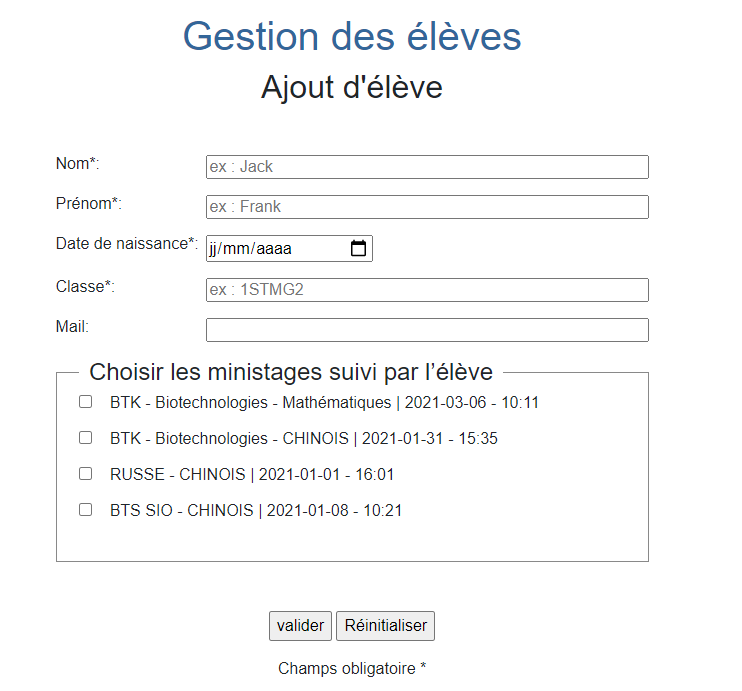 Gestion des élèves
Ajout d'élève
Nom*:
ex : Jack
Prénom*:
ex : Frank
Date de naissance*:
jj/mm/aaaa
Classe*:
ex : 1STMG2
Mail:
Choisir les ministages suivi par l’élève
BTK - Biotechnologies - Mathématiques | 2021-03-06 - 10:11
BTK - Biotechnologies - CHINOIS | 2021-01-31 - 15:35
RUSSE - CHINOIS | 2021-01-01 - 16:01
BTS SIO - CHINOIS | 2021-01-08 - 10:21
valider Réinitialiser
Champs obligatoire *